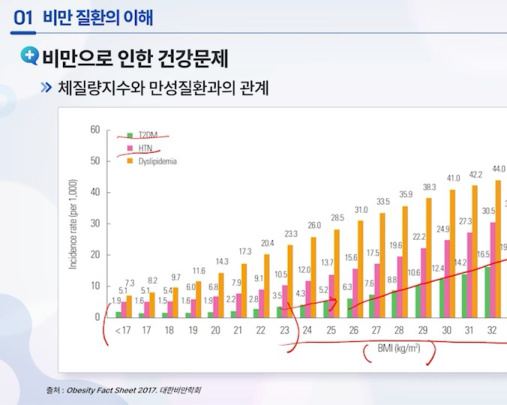 01 비만 질환의 이해
비만으로 인한 건강문제
체질량지수와 만성질환과의 관계
60
50
40
30
20
10
0
Incidence rate (per 1,000)
T2DM
HTN
Dyslipidemia
1.9 5.1 7.3
1.6 5.1 8.2
1.5 5.4 9.7
1.6 6.0 11.6
1.9 6.8 14.3
2.2 7.9 17.3
2.8 9.1 20.4
3.5 10.5 23.3
4.3 12.0 26.0
5.2 13.7 28.5
6.3 15.6 31.0
7.6 17.5 33.5
8.8 19.6 35.9
10.6 22.2 38.3
12.4 24.9 41.0
14.2 27.3 42.2
16.5 30.5 44.0
<17 17 18 19 20 21 22 23 24 25 26 27 28 29 30 31 32
BMI (kg/m²)
출처 : Obesity Fact Sheet 2017. 대한비만학회